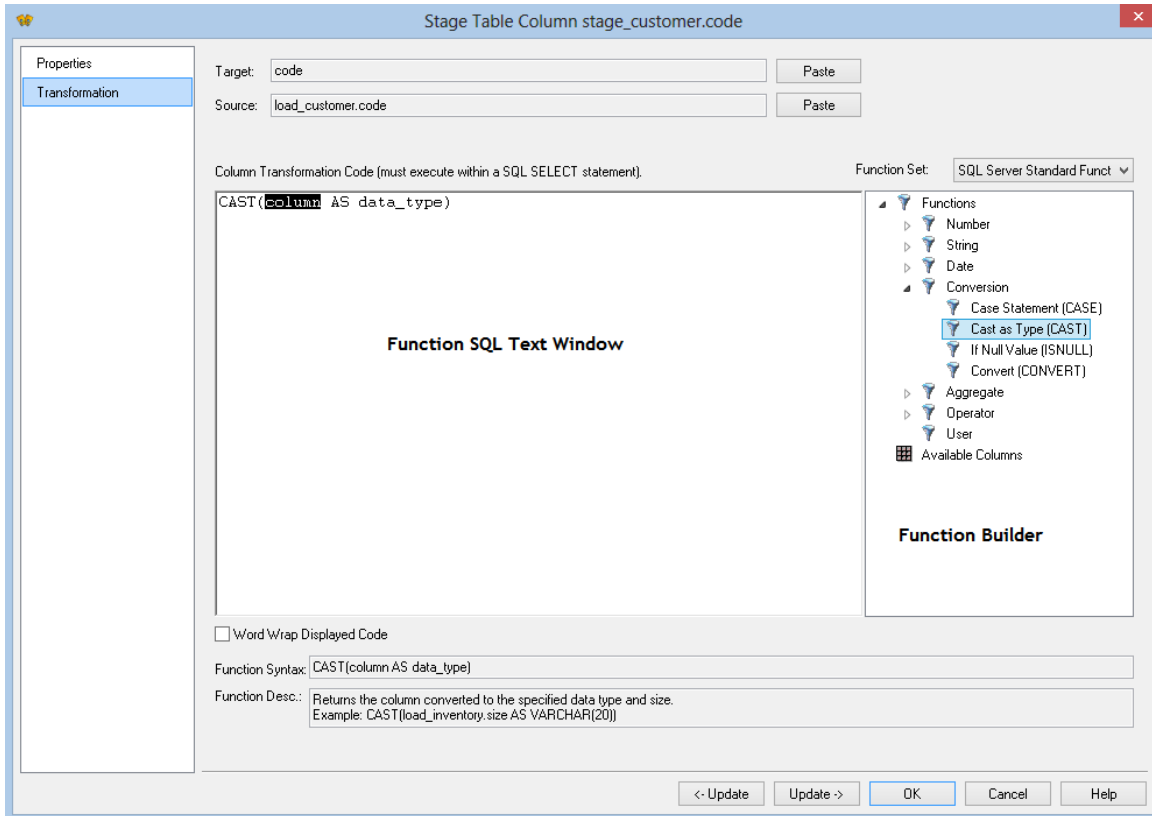 Stage Table Column stage_customer.code
Properties
Transformation
Target: code Paste
Source: load_customer.code Paste
Column Transformation Code (must execute within a SQL SELECT statement).
Function Set: SQL Server Standard Funct
CAST(column AS data_type)
Function SQL Text Window
Functions
Number
String
Date
Conversion
Case Statement (CASE)
Cast as Type (CAST)
If Null Value (ISNULL)
Convert (CONVERT)
Aggregate
Operator
User
Available Columns
Function Builder
Word Wrap Displayed Code
Function Syntax: CAST(column AS data_type)
Function Desc.: Returns the column converted to the specified data type and size.
Example: CAST(load_inventory.size AS VARCHAR(20))
<- Update Update -> OK Cancel Help